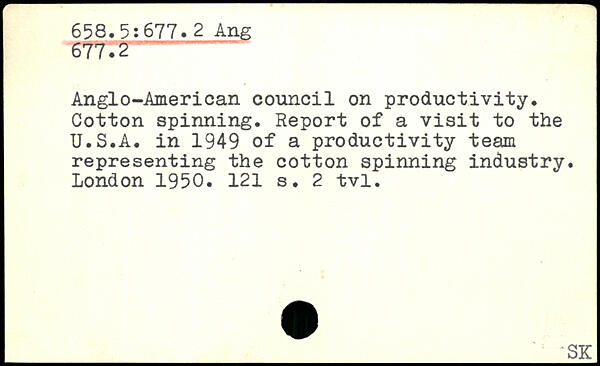 658.5:677.2 Ang
677.2
Anglo-American council on productivity.
Cotton spinning. Report of a visit to the
U.S.A. in 1949 of a productivity team
representing the cotton spinning industry.
London 1950. 121 s. 2 tvl.
SK